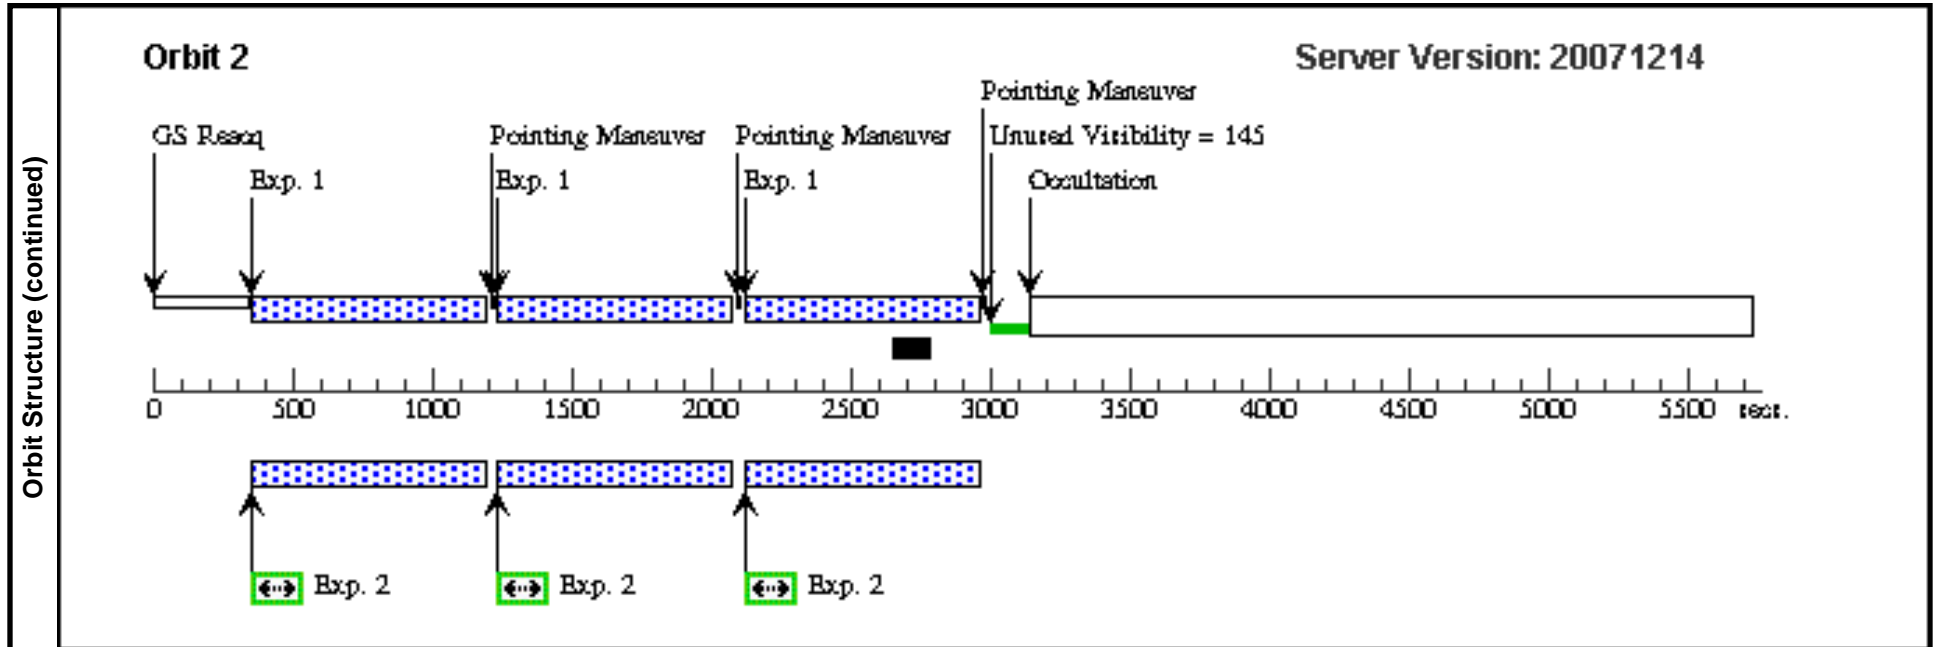 Orbit Structure (continued)
Orbit 2
Server Version: 20071214
Pointing Maneuver
GS Reacq
Pointing Maneuver
Pointing Maneuver
Unused Visibility = 145
Exp. 1
Exp. 1
Exp. 1
Occultation
0 500 1000 1500 2000 2500 3000 3500 4000 4500 5000 5500 secs.
Exp. 2
Exp. 2
Exp. 2